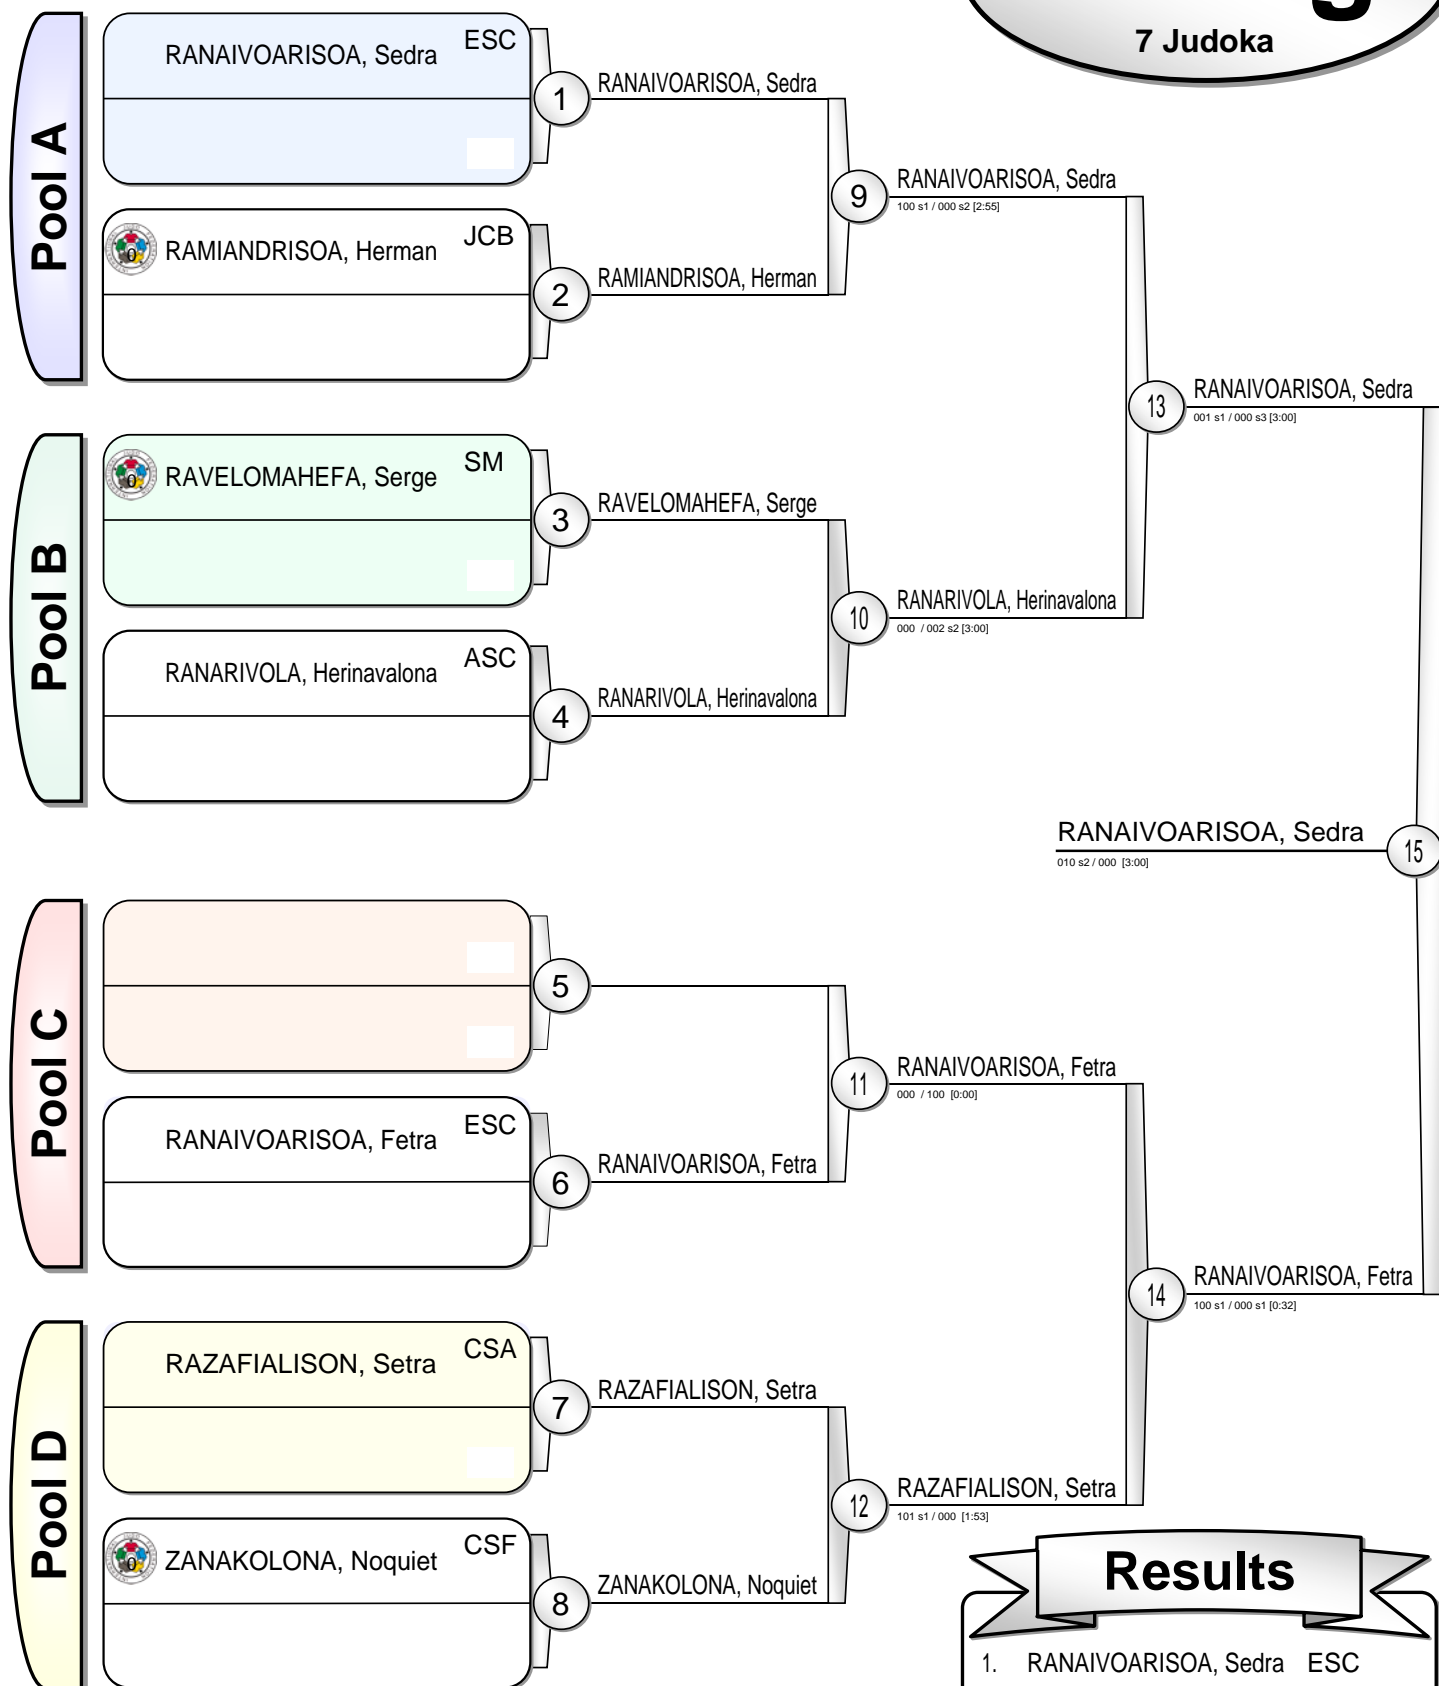 7 Judoka
Pool A
RANAIVOARISOA, Sedra ESC
1
RANAIVOARISOA, Sedra
RAMIANDRISOA, Herman JCB
2
RAMIANDRISOA, Herman
9
RANAIVOARISOA, Sedra
100 s1 / 000 s2 [2:55]
Pool B
RAVELOMAHEFA, Serge SM
3
RAVELOMAHEFA, Serge
RANARIVOLA, Herinavalona ASC
4
RANARIVOLA, Herinavalona
10
RANARIVOLA, Herinavalona
000 / 002 s2 [3:00]
13
RANAIVOARISOA, Sedra
001 s1 / 000 s3 [3:00]
RANAIVOARISOA, Sedra
010 s2 / 000 [3:00]
15
Pool C
5
RANAIVOARISOA, Fetra ESC
6
RANAIVOARISOA, Fetra
11
RANAIVOARISOA, Fetra
000 / 100 [0:00]
Pool D
RAZAFIALISON, Setra CSA
7
RAZAFIALISON, Setra
ZANAKOLONA, Noquiet CSF
8
ZANAKOLONA, Noquiet
12
RAZAFIALISON, Setra
101 s1 / 000 [1:53]
14
RANAIVOARISOA, Fetra
100 s1 / 000 s1 [0:32]
Results
1. RANAIVOARISOA, Sedra ESC